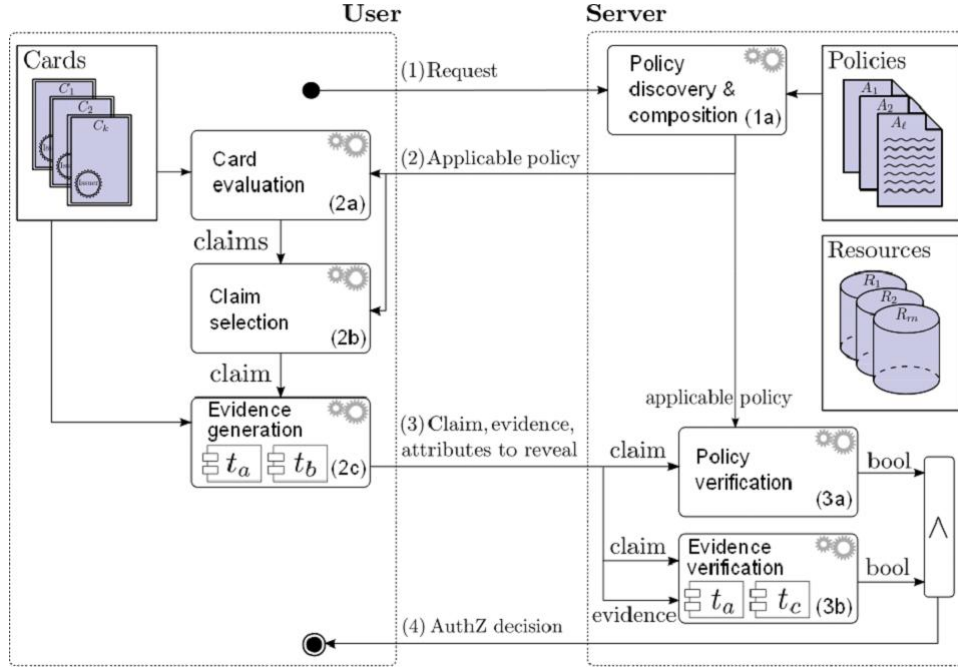 User
Server
Cards
C₁
C₂
Cₖ
Issuer
(1) Request
Policy
discovery &
composition (1a)
Policies
A₁
A₂
Aℓ
(2) Applicable policy
Card
evaluation
(2a)
claims
Resources
R₁
R₂
Rₘ
Claim
selection
(2b)
claim
applicable policy
Evidence
generation
tₐ
t_b
(2c)
(3) Claim, evidence,
attributes to reveal
claim
Policy
verification
(3a)
bool
∧
claim
evidence
Evidence
verification
tₐ
t_c
(3b)
bool
(4) AuthZ decision